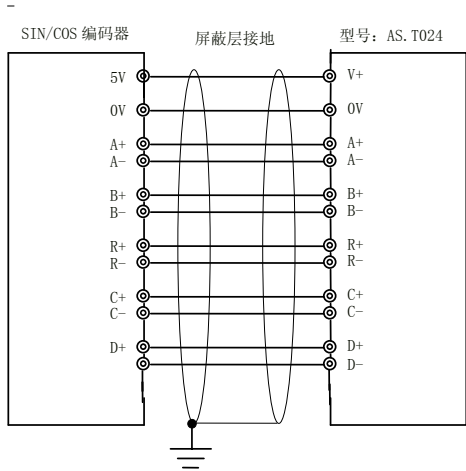 SIN/COS 编码器
屏蔽层接地
型号: AS.T024
5V
V+
0V
0V
A+
A+
A-
A-
B+
B+
B-
B-
R+
R+
R-
R-
C+
C+
C-
C-
D+
D+
D-